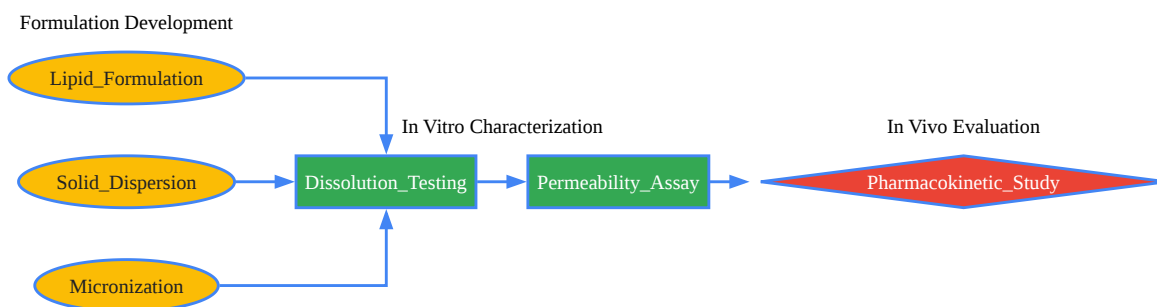 Formulation Development
Lipid_Formulation
In Vitro Characterization
In Vivo Evaluation
Solid_Dispersion
Dissolution_Testing
Permeability_Assay
Pharmacokinetic_Study
Micronization